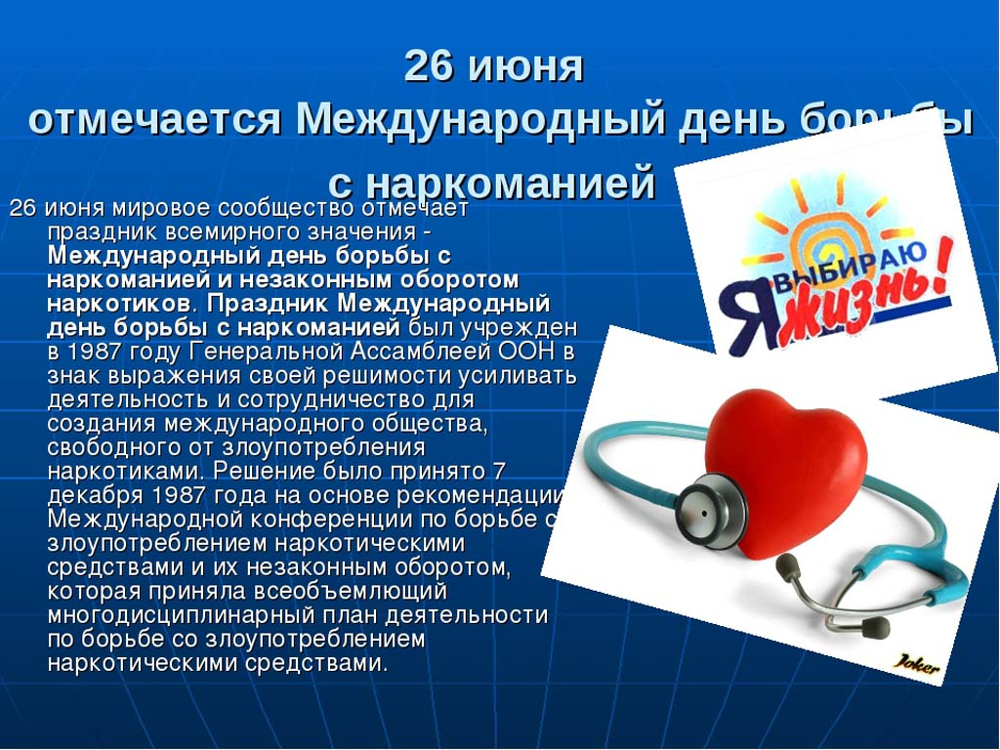 26 июня
отмечается Международный день борьбы
с наркоманией
26 июня мировое сообщество отмечает
праздник всемирного значения -
Международный день борьбы с
наркоманией и незаконным оборотом
наркотиков. Праздник Международный
день борьбы с наркоманией был учрежден
в 1987 году Генеральной Ассамблеей ООН в
знак выражения своей решимости усиливать
деятельность и сотрудничество для
создания международного общества,
свободного от злоупотребления
наркотиками. Решение было принято 7
декабря 1987 года на основе рекомендации
Международной конференции по борьбе с
злоупотреблением наркотическими
средствами и их незаконным оборотом,
которая приняла всеобъемлющий
многодисциплинарный план деятельности
по борьбе со злоупотреблением
наркотическими средствами.
Я ВЫБИРАЮ
жизнь!
Joker